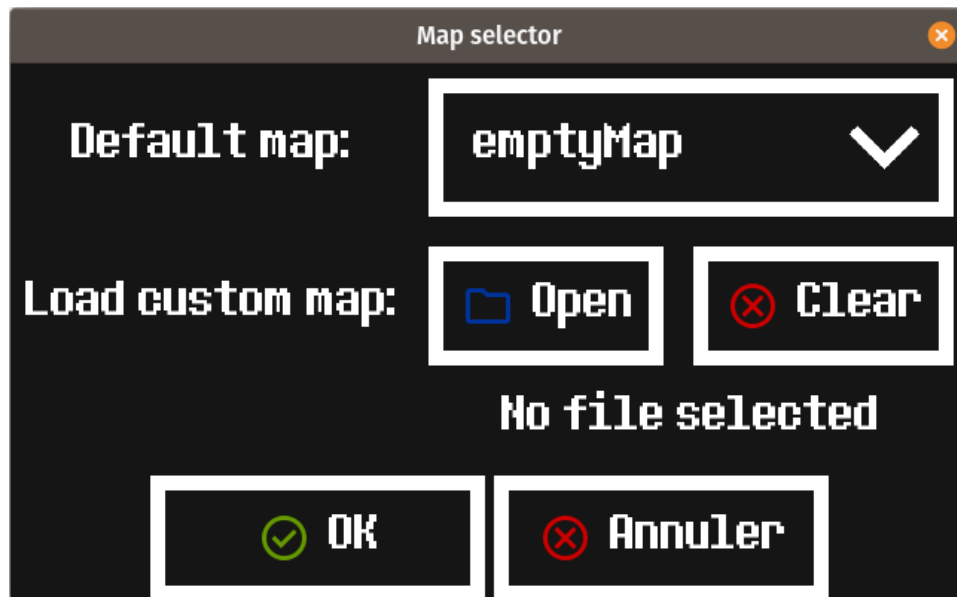 Map selector
Default map: emptyMap
Load custom map: Open Clear
No file selected
OK Annuler